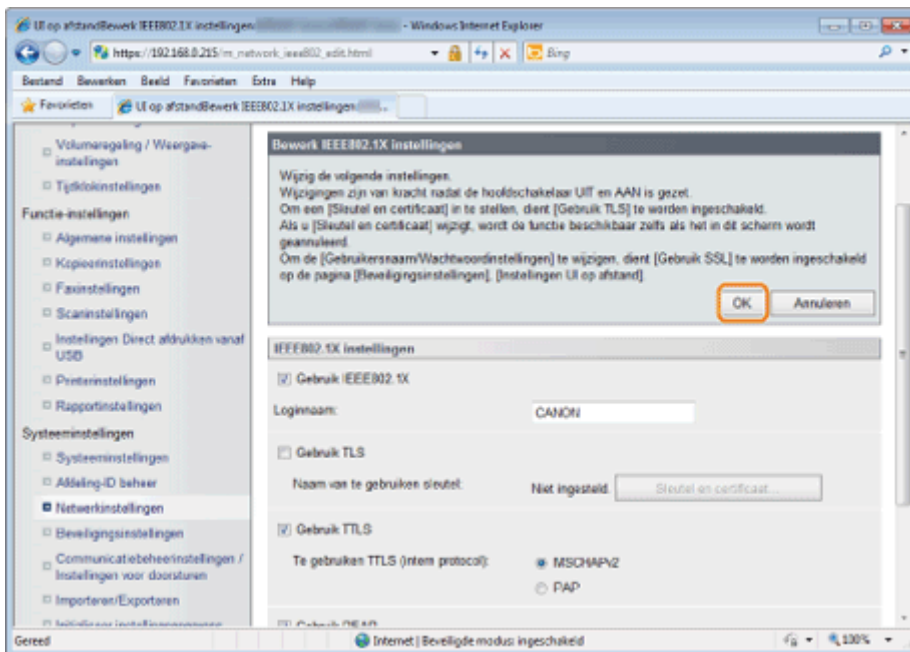 UI op afstandBewerk IEEE802.1X instellingen - Windows Internet Explorer
https://192.168.0.215/m_network_ieee802_edit.html
Bing
Bestand Bewerken Beeld Favorieten Extra Help
Favorieten UI op afstandBewerk IEEE802.1X instellingen:
Volumeregeling / Weergave-
instellingen
Tijdklokinstellingen
Functie-instellingen
Algemene instellingen
Kopieerinstellingen
Faxinstellingen
Scaninstellingen
Instellingen Direct afdrukken vanaf
USB
Printerinstellingen
Rapportinstellingen
Systeeminstellingen
Systeeminstellingen
Afdeling-ID beheer
Netwerkinstellingen
Beveiligingsinstellingen
Communicatiebeheerinstellingen /
Instellingen voor doorsturen
Importeren/Exporteren
Bewerk IEEE802.1X instellingen
Wijzig de volgende instellingen.
Wijzigingen zijn van kracht nadat de hoofdschakelaar UIT en AAN is gezet.
Om een [Sleutel en certificaat] in te stellen, dient [Gebruik TLS] te worden ingeschakeld.
Als u [Sleutel en certificaat] wijzigt, wordt de functie beschikbaar zelfs als het in dit scherm wordt
geannuleerd.
Om de [Gebruikersnaam/Wachtwoordinstellingen] te wijzigen, dient [Gebruik SSL] te worden ingeschakeld
op de pagina [Beveiligingsinstellingen], [Instellingen UI op afstand].
OK Annuleren
IEEE802.1X instellingen
Gebruik IEEE802.1X
Loginnaam: CANON
Gebruik TLS
Naam van te gebruiken sleutel: Niet ingesteld. Sleutel en certificaat...
Gebruik TTLS
Te gebruiken TTLS (intern protocol): MSCHAPv2
PAP
Gebruik PEAP
Gereed Internet | Beveiligde modus: ingeschakeld 100%